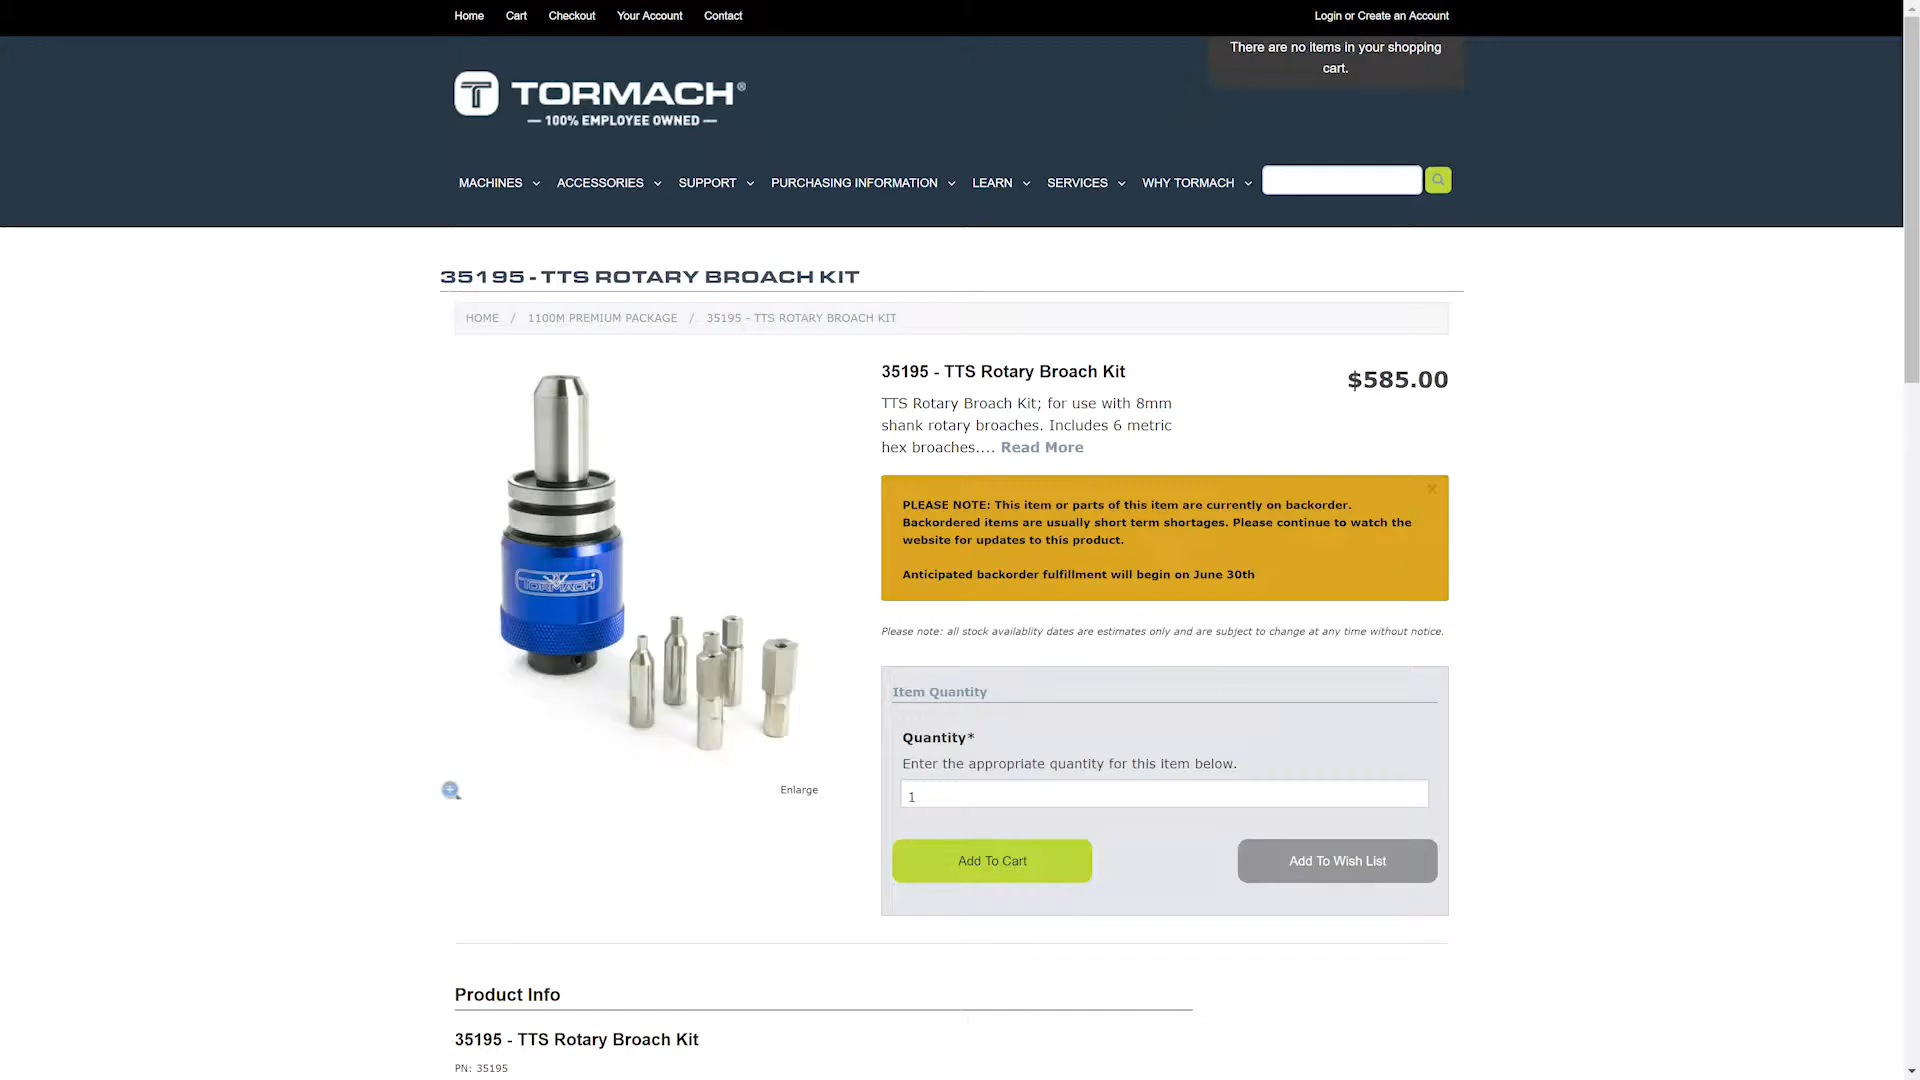 Home Cart Checkout Your Account Contact Login or Create an Account
There are no items in your shopping
cart.
TORMACH®
100% EMPLOYEE OWNED
MACHINES ACCESSORIES SUPPORT PURCHASING INFORMATION LEARN SERVICES WHY TORMACH
35195 - TTS ROTARY BROACH KIT
HOME / 1100M PREMIUM PACKAGE / 35195 - TTS ROTARY BROACH KIT
35195 - TTS Rotary Broach Kit
$585.00
TTS Rotary Broach Kit; for use with 8mm
shank rotary broaches. Includes 6 metric
hex broaches.... Read More
PLEASE NOTE: This item or parts of this item are currently on backorder.
Backordered items are usually short term shortages. Please continue to watch the
website for updates to this product.
Anticipated backorder fulfillment will begin on June 30th
Please note: all stock availablity dates are estimates only and are subject to change at any time without notice.
TORMACH
Enlarge
Item Quantity
Quantity*
Enter the appropriate quantity for this item below.
1
Add To Cart
Add To Wish List
Product Info
35195 - TTS Rotary Broach Kit
PN: 35195